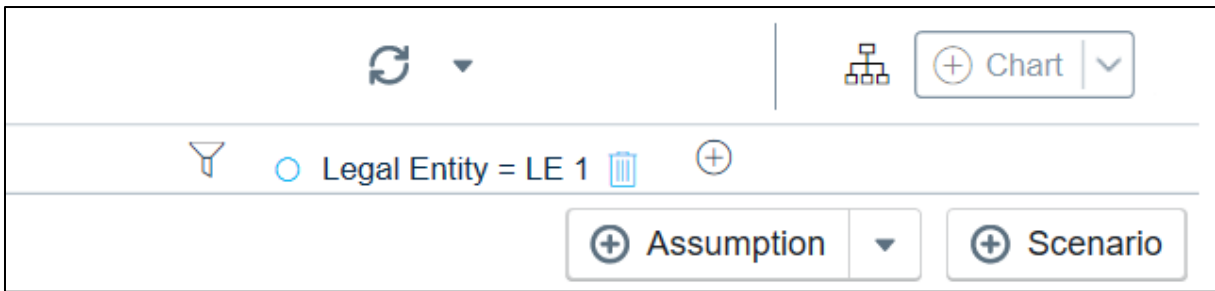 Chart
Legal Entity = LE 1
Assumption
Scenario